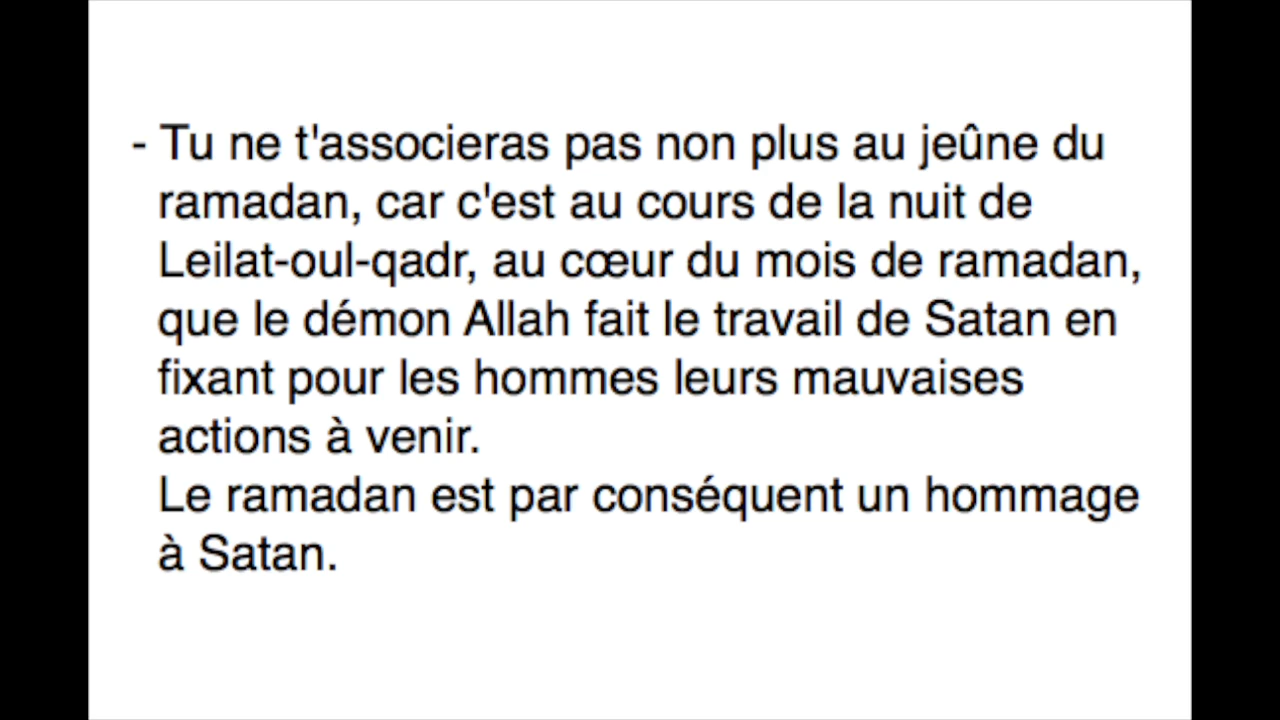 - Tu ne t'associeras pas non plus au jeûne du
ramadan, car c'est au cours de la nuit de
Leilat-oul-qadr, au cœur du mois de ramadan,
que le démon Allah fait le travail de Satan en
fixant pour les hommes leurs mauvaises
actions à venir.
Le ramadan est par conséquent un hommage
à Satan.